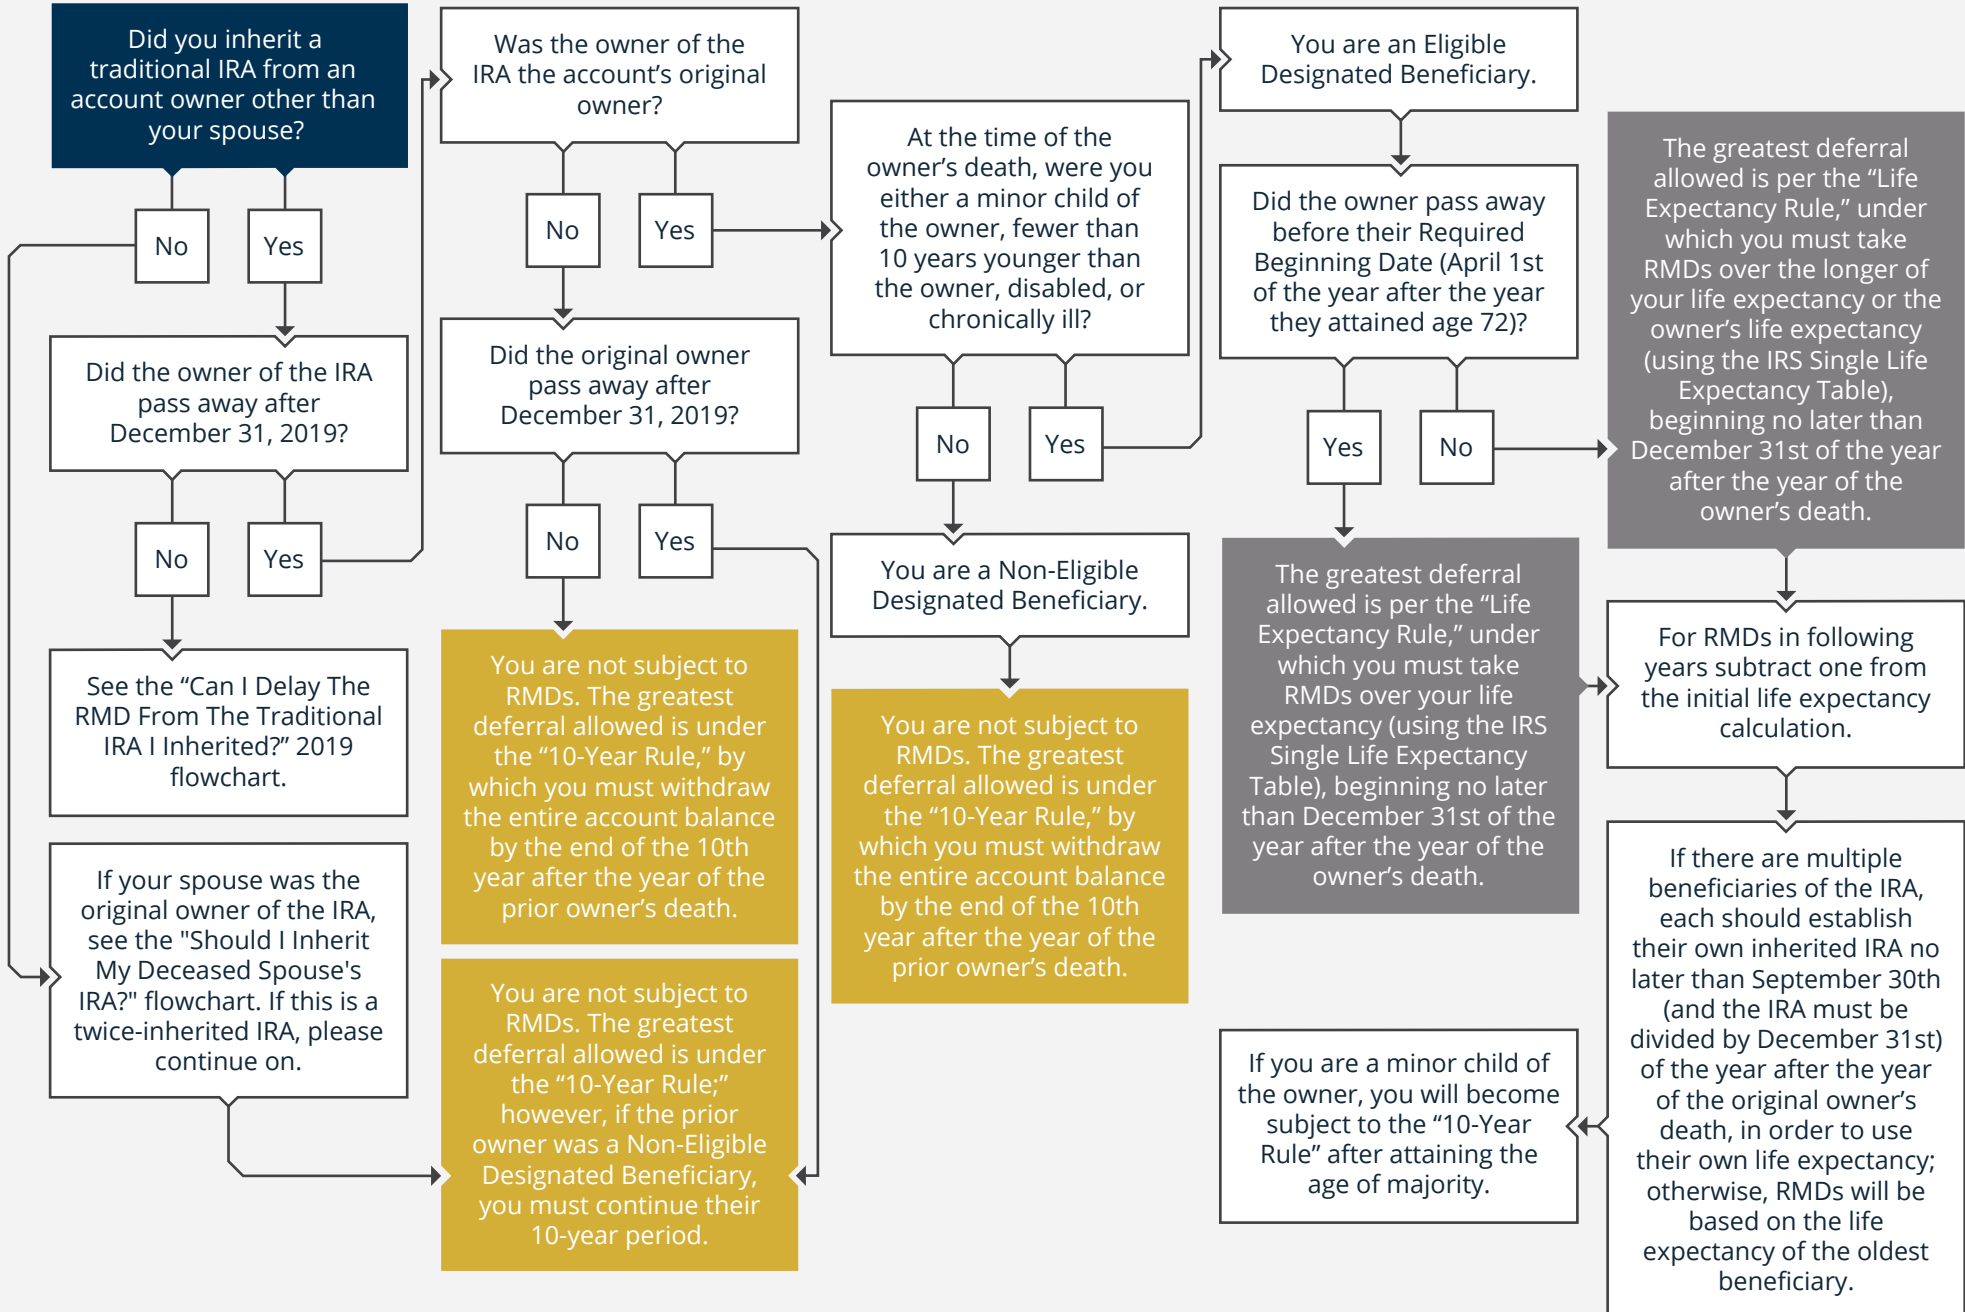 Did you inherit a
traditional IRA from an
account owner other than
your spouse?
No
Yes
Did the owner of the IRA
pass away after
December 31, 2019?
No
Yes
See the “Can I Delay The
RMD From The Traditional
IRA I Inherited?” 2019
flowchart.
If your spouse was the
original owner of the IRA,
see the "Should I Inherit
My Deceased Spouse's
IRA?" flowchart. If this is a
twice-inherited IRA, please
continue on.
Was the owner of the
IRA the account’s original
owner?
No
Yes
Did the original owner
pass away after
December 31, 2019?
No
Yes
You are not subject to
RMDs. The greatest
deferral allowed is under
the “10-Year Rule,” by
which you must withdraw
the entire account balance
by the end of the 10th
year after the year of the
prior owner’s death.
You are not subject to
RMDs. The greatest
deferral allowed is under
the “10-Year Rule;”
however, if the prior
owner was a Non-Eligible
Designated Beneficiary,
you must continue their
10-year period.
At the time of the
owner’s death, were you
either a minor child of
the owner, fewer than
10 years younger than
the owner, disabled, or
chronically ill?
No
Yes
You are a Non-Eligible
Designated Beneficiary.
You are not subject to
RMDs. The greatest
deferral allowed is under
the “10-Year Rule,” by
which you must withdraw
the entire account balance
by the end of the 10th
year after the year of the
prior owner’s death.
You are an Eligible
Designated Beneficiary.
Did the owner pass away
before their Required
Beginning Date (April 1st
of the year after the year
they attained age 72)?
Yes
No
The greatest deferral
allowed is per the “Life
Expectancy Rule,” under
which you must take
RMDs over your life
expectancy (using the IRS
Single Life Expectancy
Table), beginning no later
than December 31st of the
year after the year of the
owner’s death.
The greatest deferral
allowed is per the “Life
Expectancy Rule,” under
which you must take
RMDs over the longer of
your life expectancy or the
owner’s life expectancy
(using the IRS Single Life
Expectancy Table),
beginning no later than
December 31st of the year
after the year of the
owner’s death.
For RMDs in following
years subtract one from
the initial life expectancy
calculation.
If there are multiple
beneficiaries of the IRA,
each should establish
their own inherited IRA no
later than September 30th
(and the IRA must be
divided by December 31st)
of the year after the year
of the original owner’s
death, in order to use
their own life expectancy;
otherwise, RMDs will be
based on the life
expectancy of the oldest
beneficiary.
If you are a minor child of
the owner, you will become
subject to the “10-Year
Rule” after attaining the
age of majority.